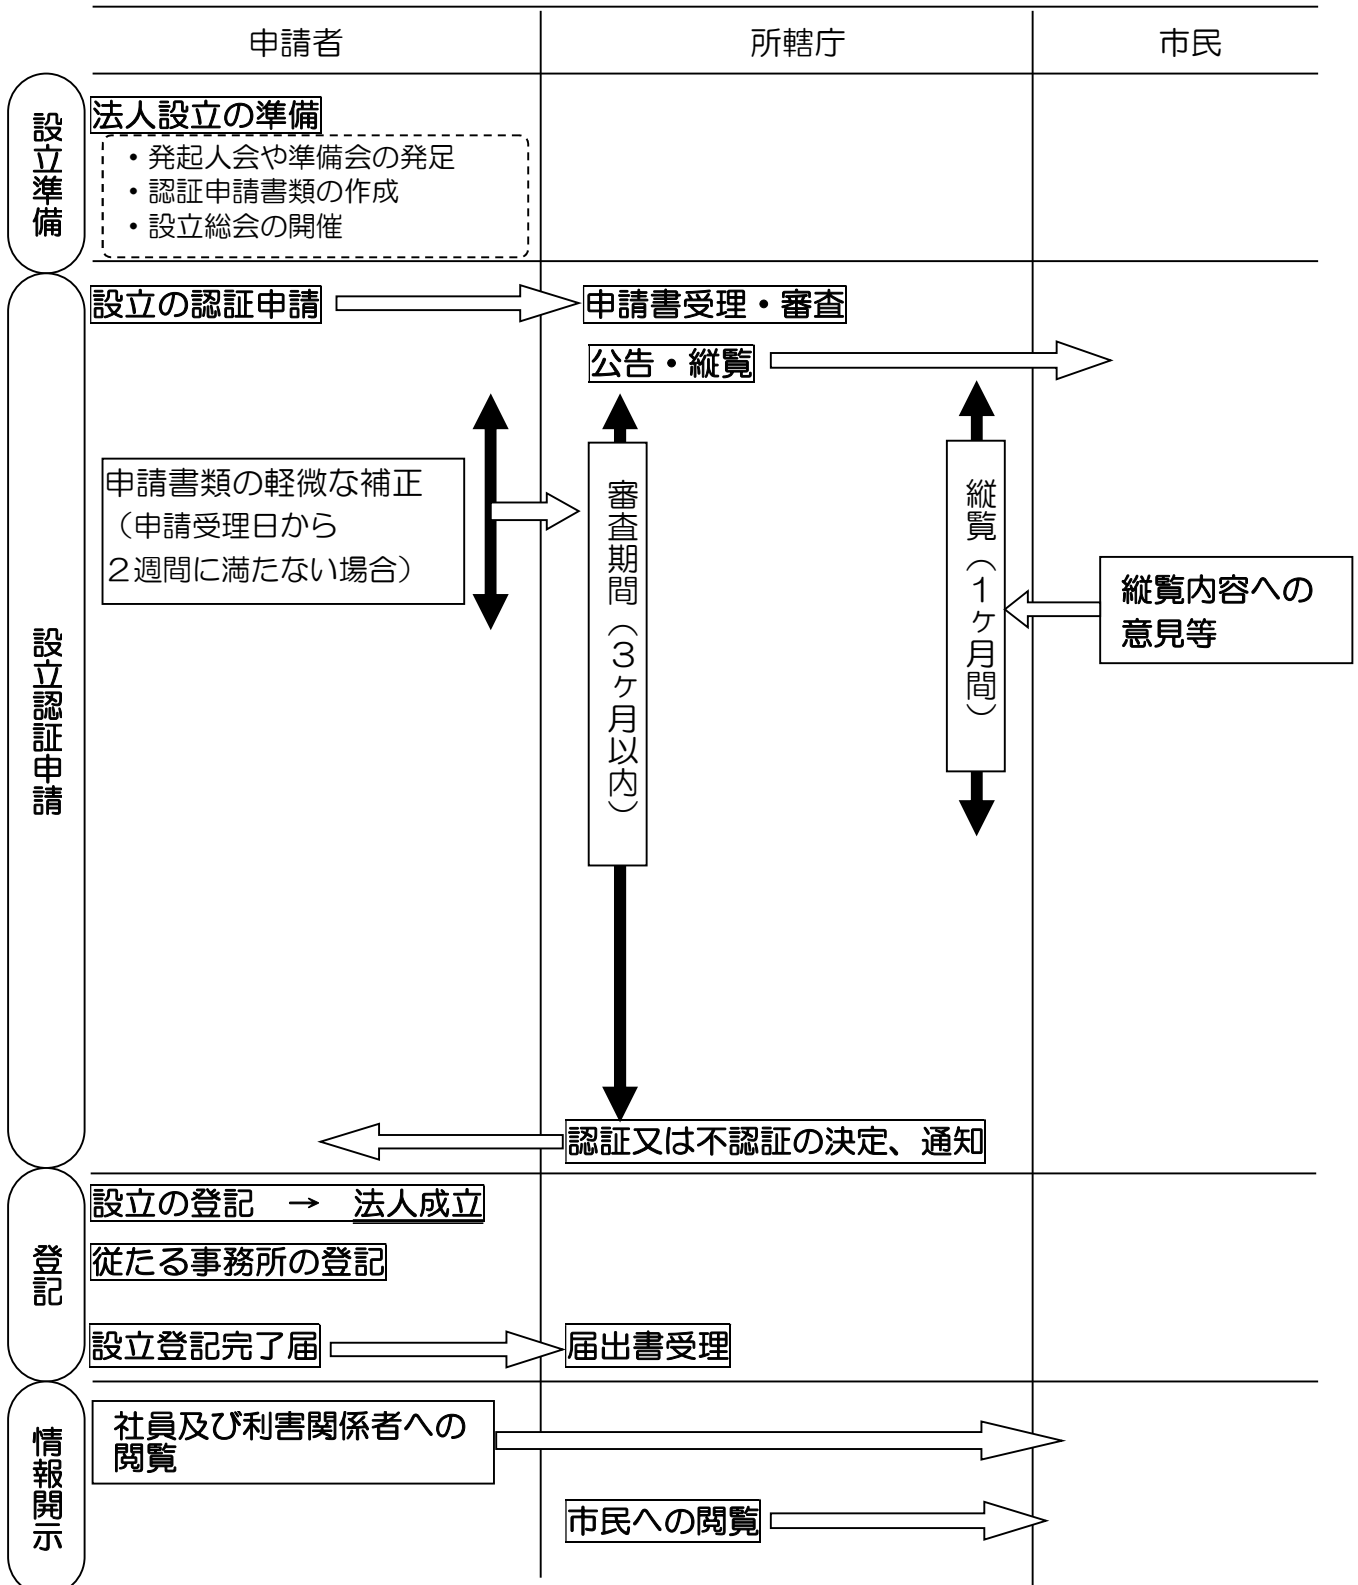 申請者
所轄庁
市民
設立準備
法人設立の準備
・発起人会や準備会の発足
・認証申請書類の作成
・設立総会の開催
設立認証申請
設立の認証申請
申請書受理・審査
公告・縦覧
申請書類の軽微な補正
（申請受理日から
２週間に満たない場合）
審査期間（３ヶ月以内）
縦覧（１ヶ月間）
縦覧内容への
意見等
認証又は不認証の決定、通知
登記
設立の登記　→　法人成立
従たる事務所の登記
設立登記完了届
届出書受理
情報開示
社員及び利害関係者への
閲覧
市民への閲覧